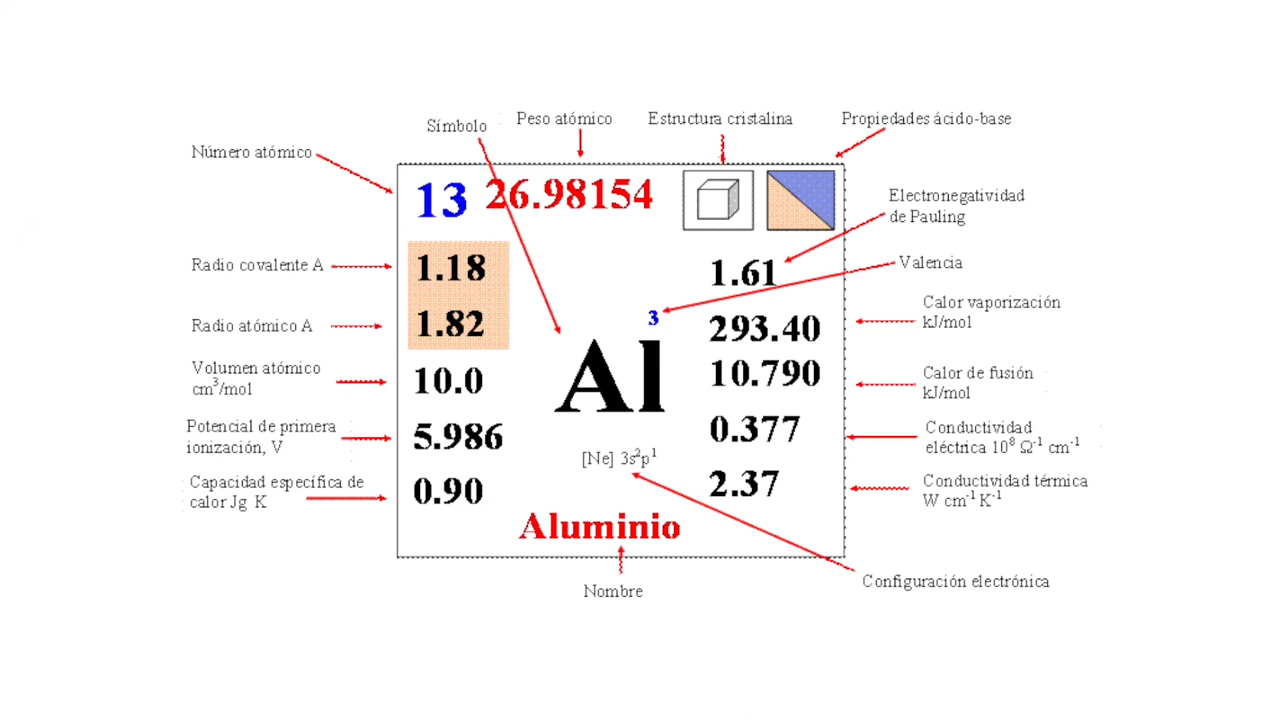 Símbolo
Peso atómico
Estructura cristalina
Propiedades ácido-base
Número atómico
13
26.98154
Electronegatividad
de Pauling
Radio covalente A
1.18
1.61
Valencia
3
Radio atómico A
1.82
293.40
Calor vaporización
kJ/mol
Al
Volumen atómico
cm³/mol
10.0
10.790
Calor de fusión
kJ/mol
Potencial de primera
ionización, V
5.986
0.377
Conductividad
eléctrica 10⁸ Ω⁻¹ cm⁻¹
[Ne] 3s²p¹
Capacidad específica de
calor Jg K
0.90
2.37
Conductividad térmica
W cm⁻¹ K⁻¹
Aluminio
Nombre
Configuración electrónica